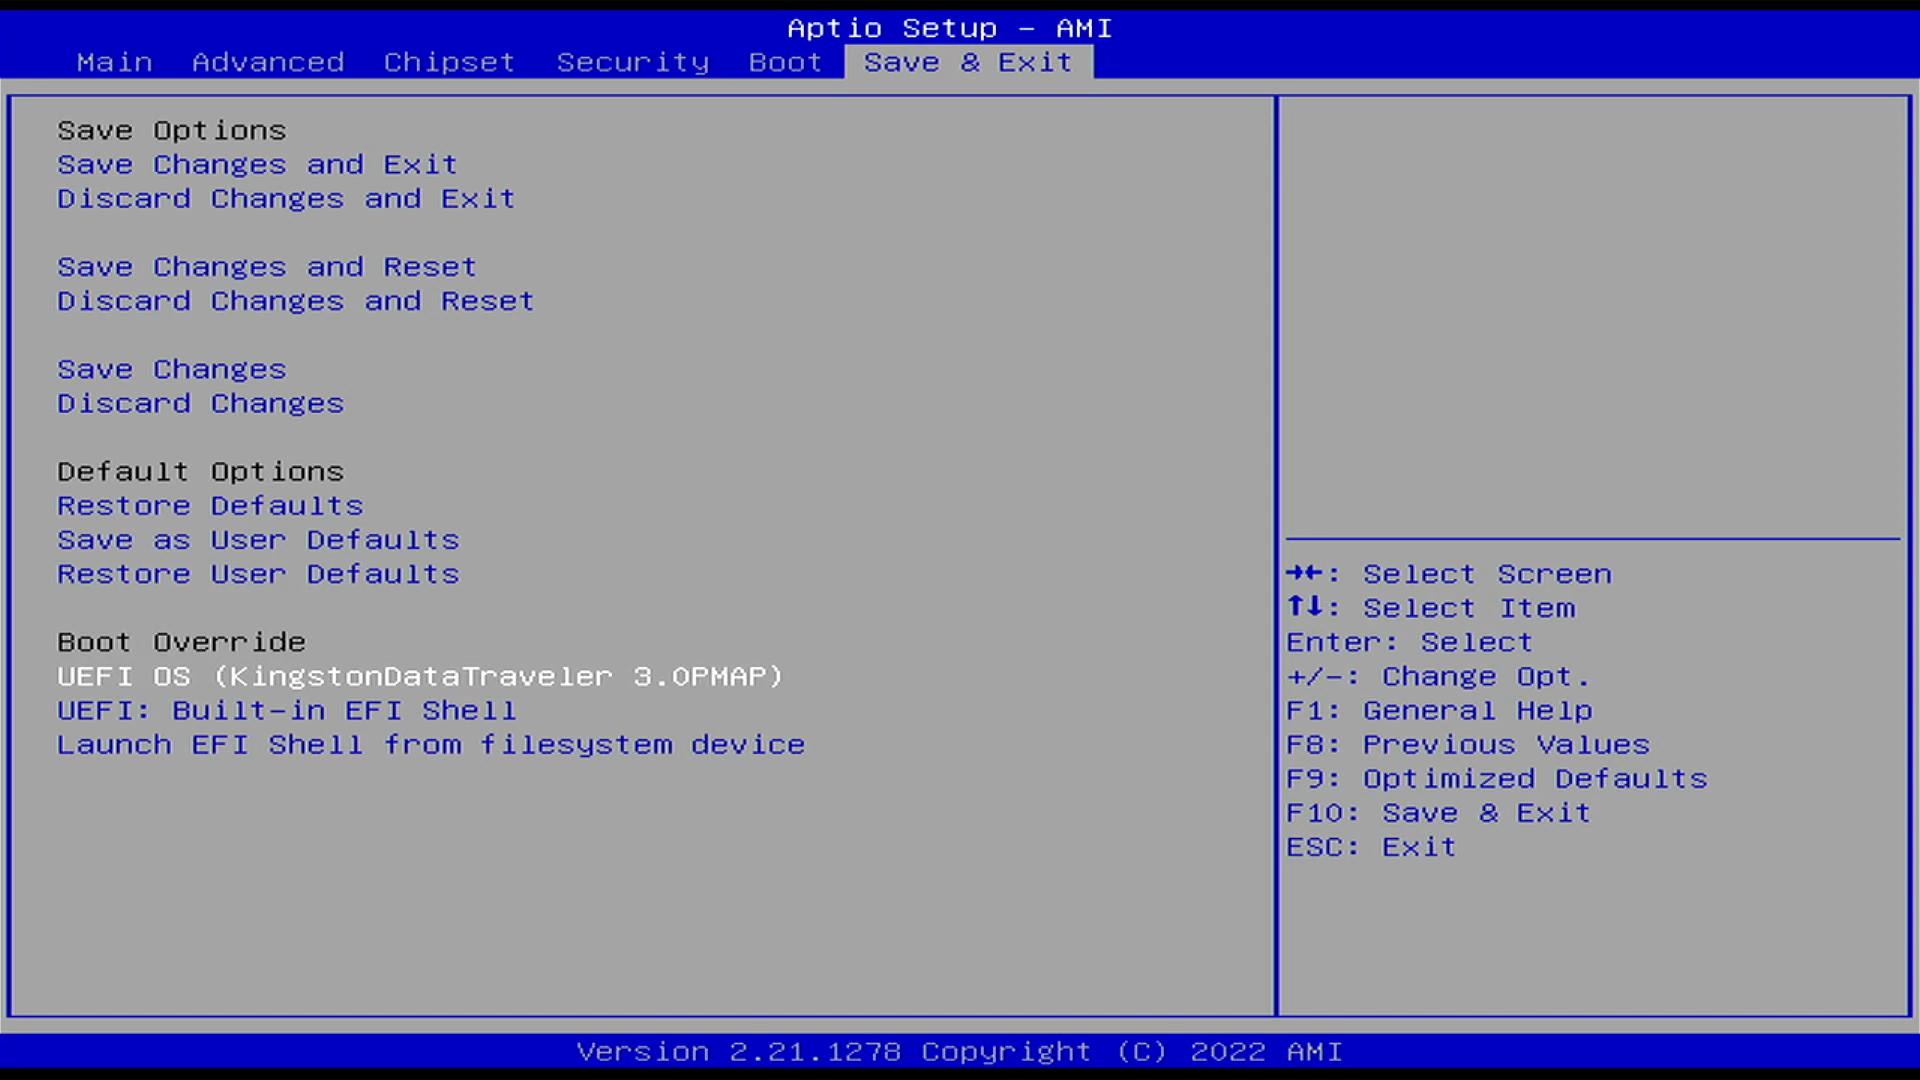 Aptio Setup – AMI
Main Advanced Chipset Security Boot Save & Exit
Save Options
Save Changes and Exit
Discard Changes and Exit
Save Changes and Reset
Discard Changes and Reset
Save Changes
Discard Changes
Default Options
Restore Defaults
Save as User Defaults
Restore User Defaults
Boot Override
UEFI OS (KingstonDataTraveler 3.0PMAP)
UEFI: Built-in EFI Shell
Launch EFI Shell from filesystem device
→←: Select Screen
↑↓: Select Item
Enter: Select
+/-: Change Opt.
F1: General Help
F8: Previous Values
F9: Optimized Defaults
F10: Save & Exit
ESC: Exit
Version 2.21.1278 Copyright (C) 2022 AMI